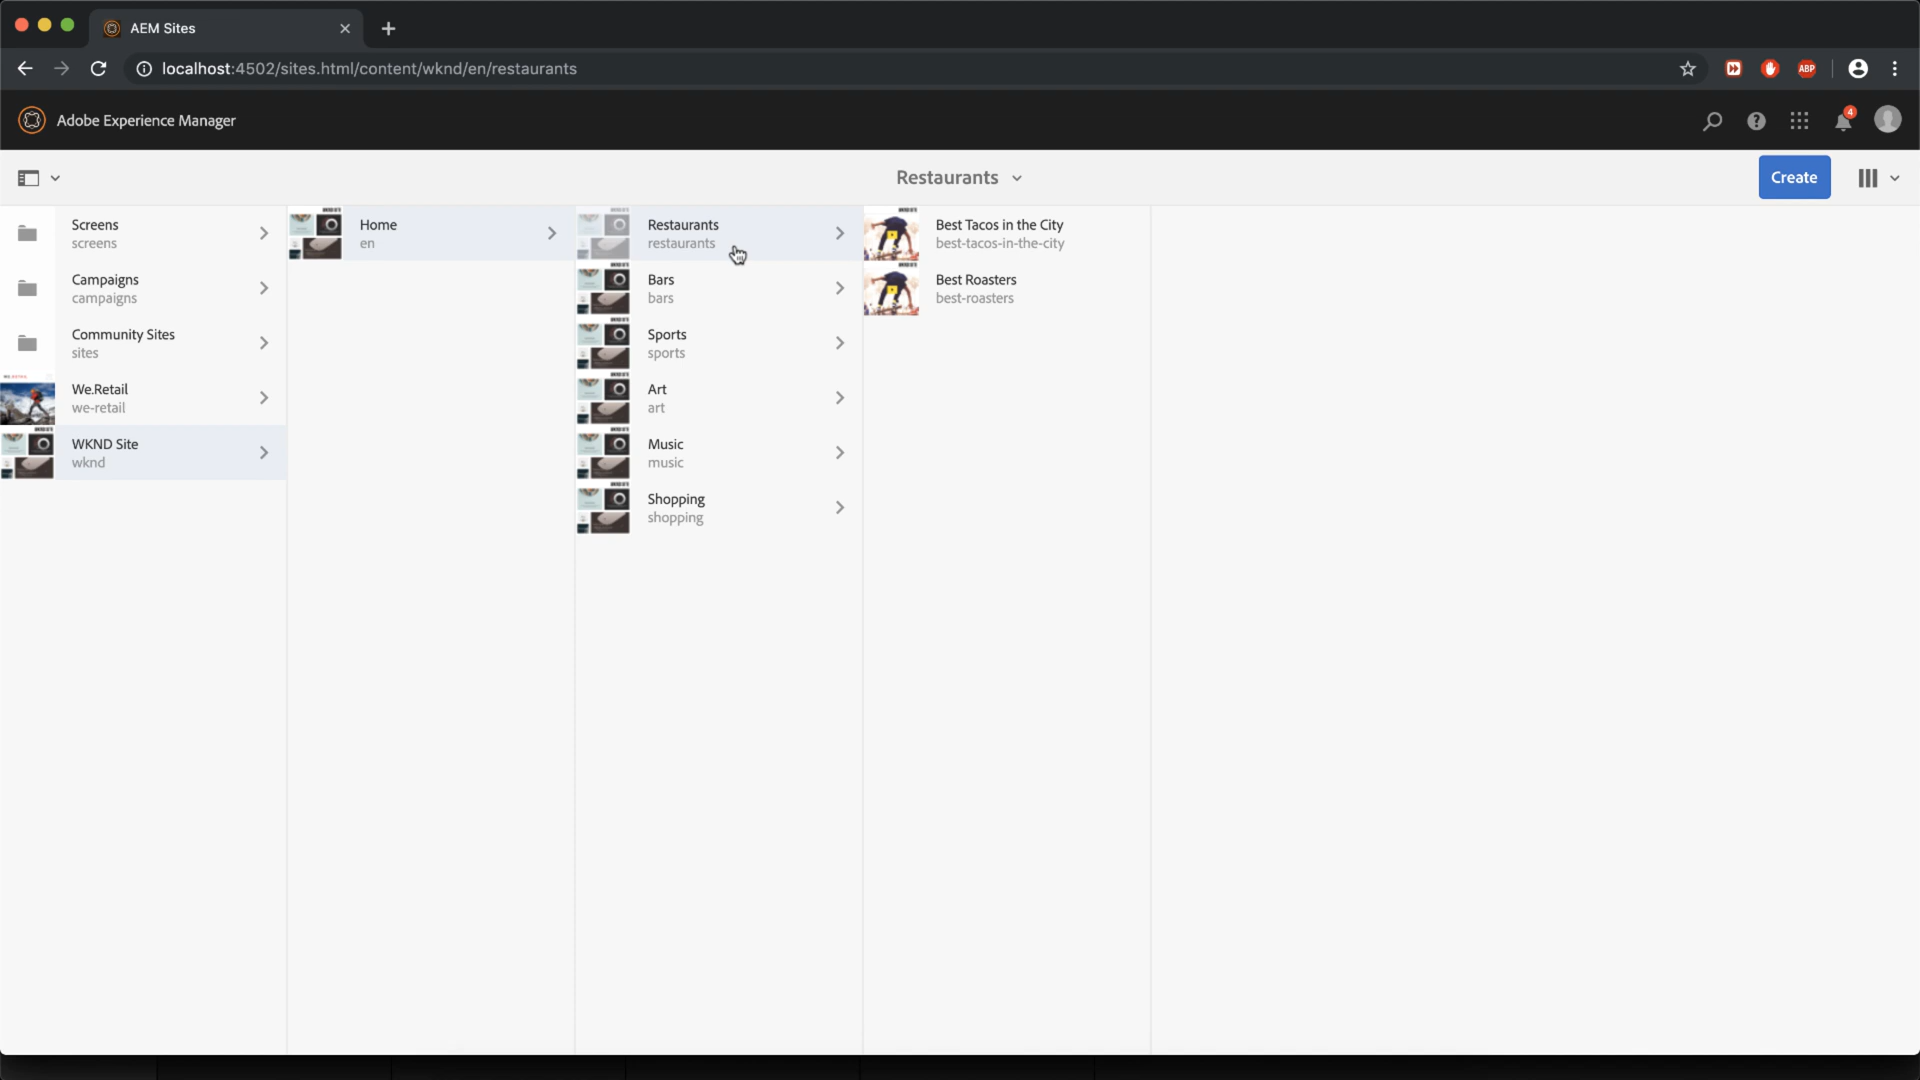 AEM Sites
localhost:4502/sites.html/content/wknd/en/restaurants
ABP
Adobe Experience Manager
4
Restaurants
Create
Screens
screens
Campaigns
campaigns
Community Sites
sites
We.Retail
we-retail
WKND Site
wknd
Home
en
Restaurants
restaurants
Bars
bars
Sports
sports
Art
art
Music
music
Shopping
shopping
Best Tacos in the City
best-tacos-in-the-city
Best Roasters
best-roasters